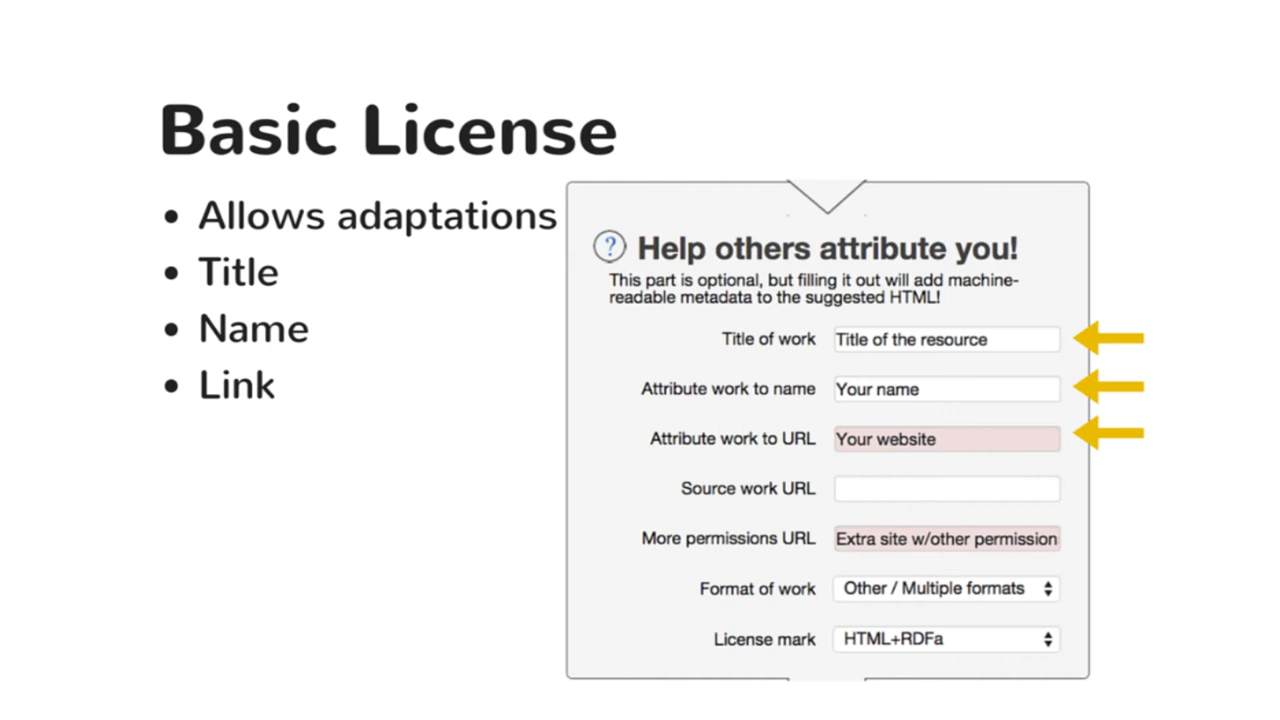 Basic License
• Allows adaptations
• Title
• Name
• Link
? Help others attribute you!
This part is optional, but filling it out will add machine-
readable metadata to the suggested HTML!
Title of work Title of the resource
Attribute work to name Your name
Attribute work to URL Your website
Source work URL
More permissions URL Extra site w/other permission
Format of work Other / Multiple formats
License mark HTML+RDFa